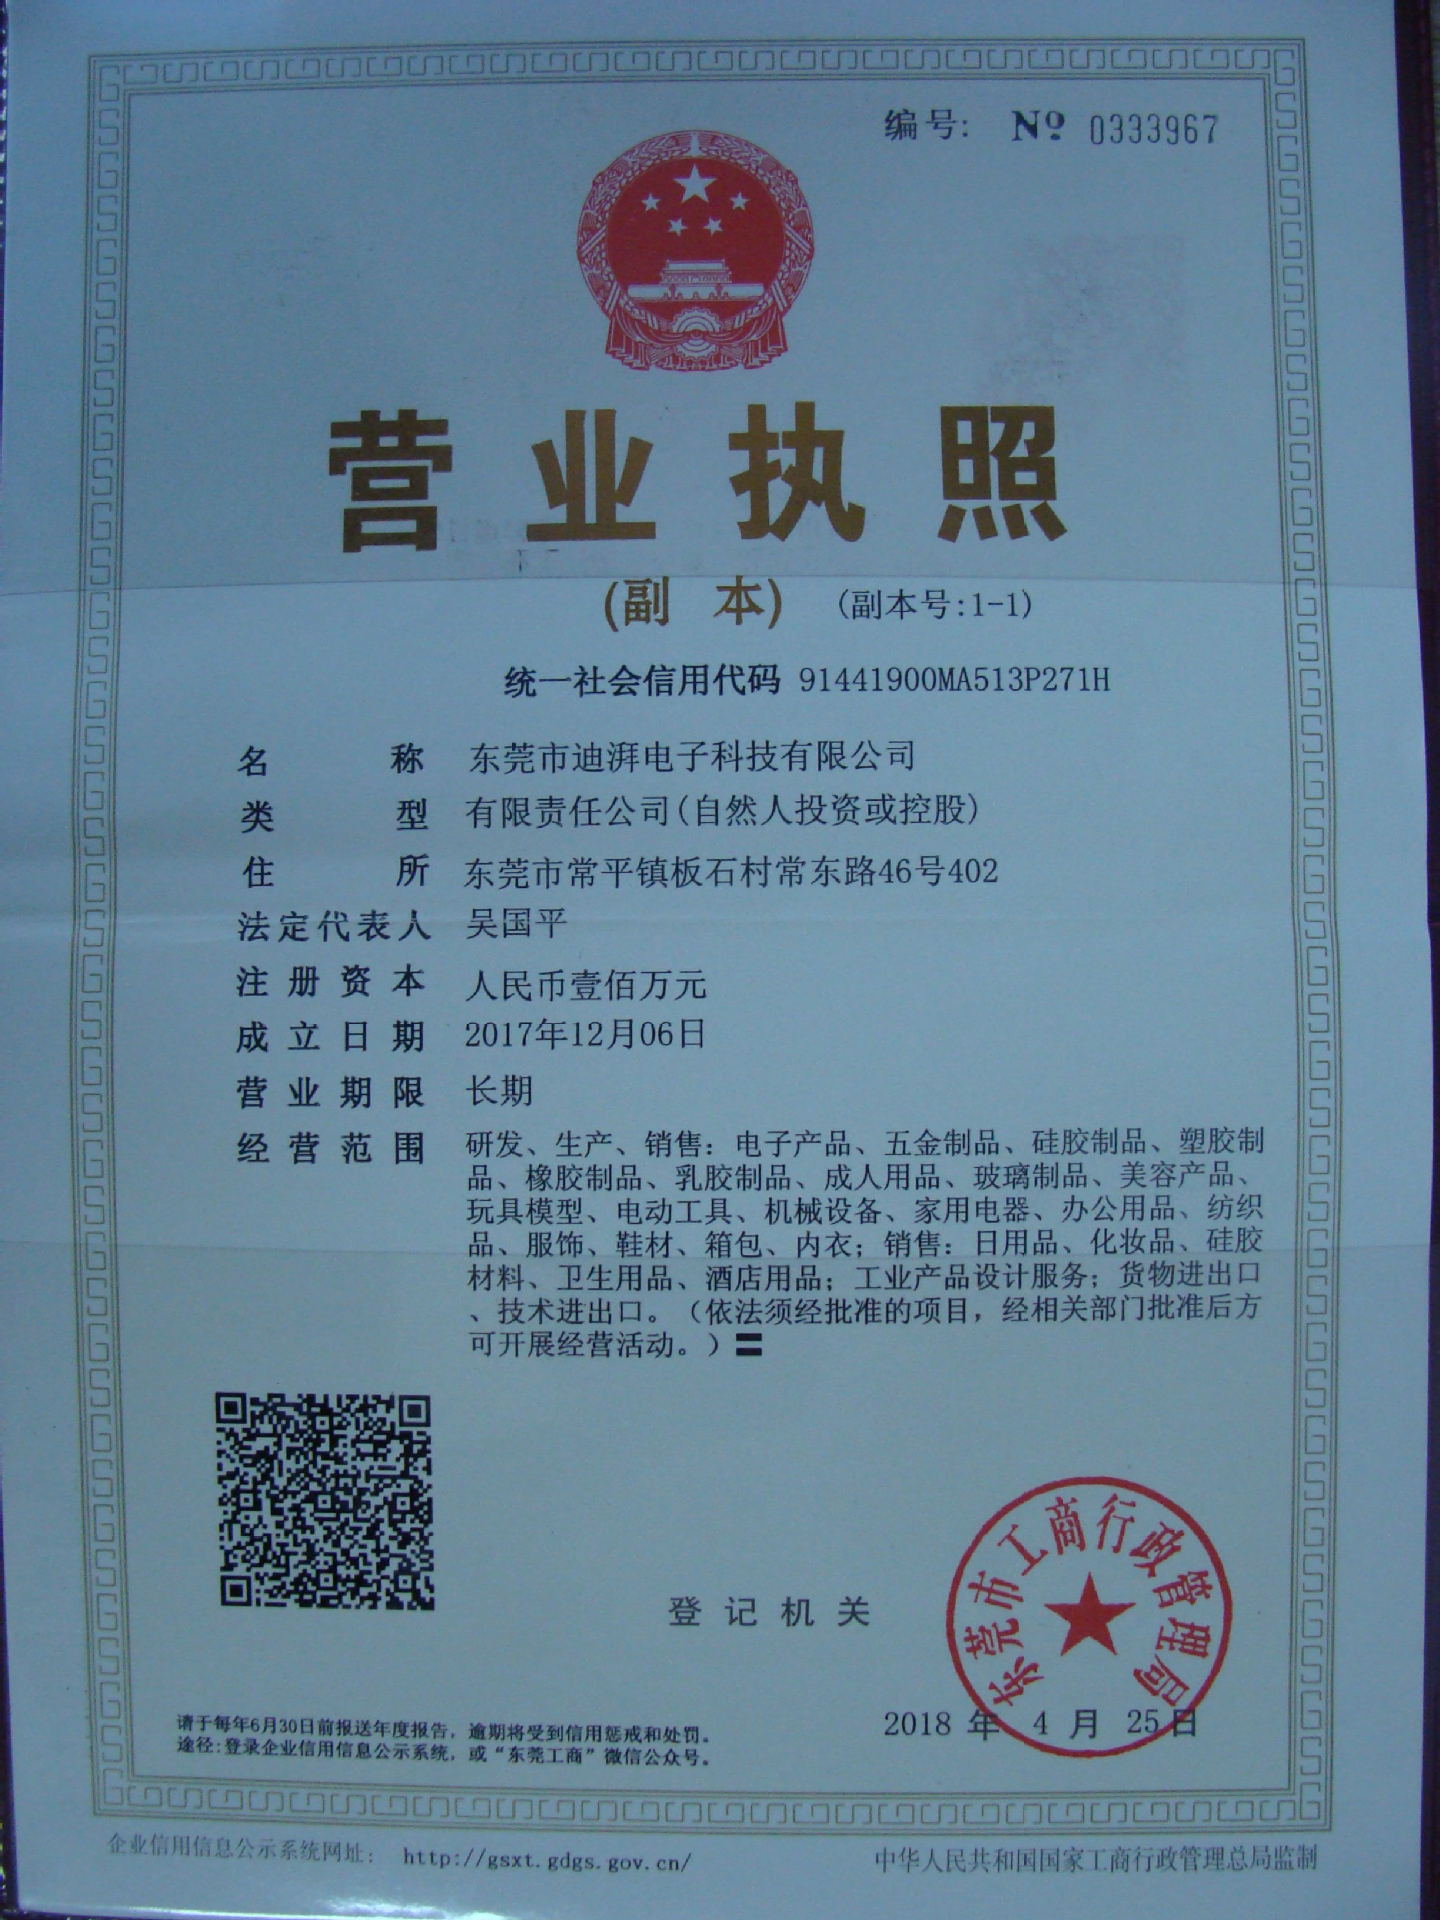 编号: No 0333967
营业执照
(副 本) (副本号:1-1)
统一社会信用代码 91441900MA513P271H
名 称 东莞市迪湃电子科技有限公司
类 型 有限责任公司(自然人投资或控股)
住 所 东莞市常平镇板石村常东路46号402
法定代表人 吴国平
注册资本 人民币壹佰万元
成立日期 2017年12月06日
营业期限 长期
经营范围 研发、生产、销售：电子产品、五金制品、硅胶制品、塑胶制
品、橡胶制品、乳胶制品、成人用品、玻璃制品、美容产品、
玩具模型、电动工具、机械设备、家用电器、办公用品、纺织
品、服饰、鞋材、箱包、内衣；销售：日用品、化妆品、硅胶
材料、卫生用品、酒店用品；工业产品设计服务；货物进出口
、技术进出口。（依法须经批准的项目，经相关部门批准后方
可开展经营活动。）〓
东莞市工商行政管理局
登记机关
2018 年 4 月 25日
请于每年6月30日前报送年度报告，逾期将受到信用惩戒和处罚。
途径:登录企业信用信息公示系统，或“东莞工商”微信公众号。
企业信用信息公示系统网址： http://gsxt.gdgs.gov.cn/
中华人民共和国国家工商行政管理总局监制